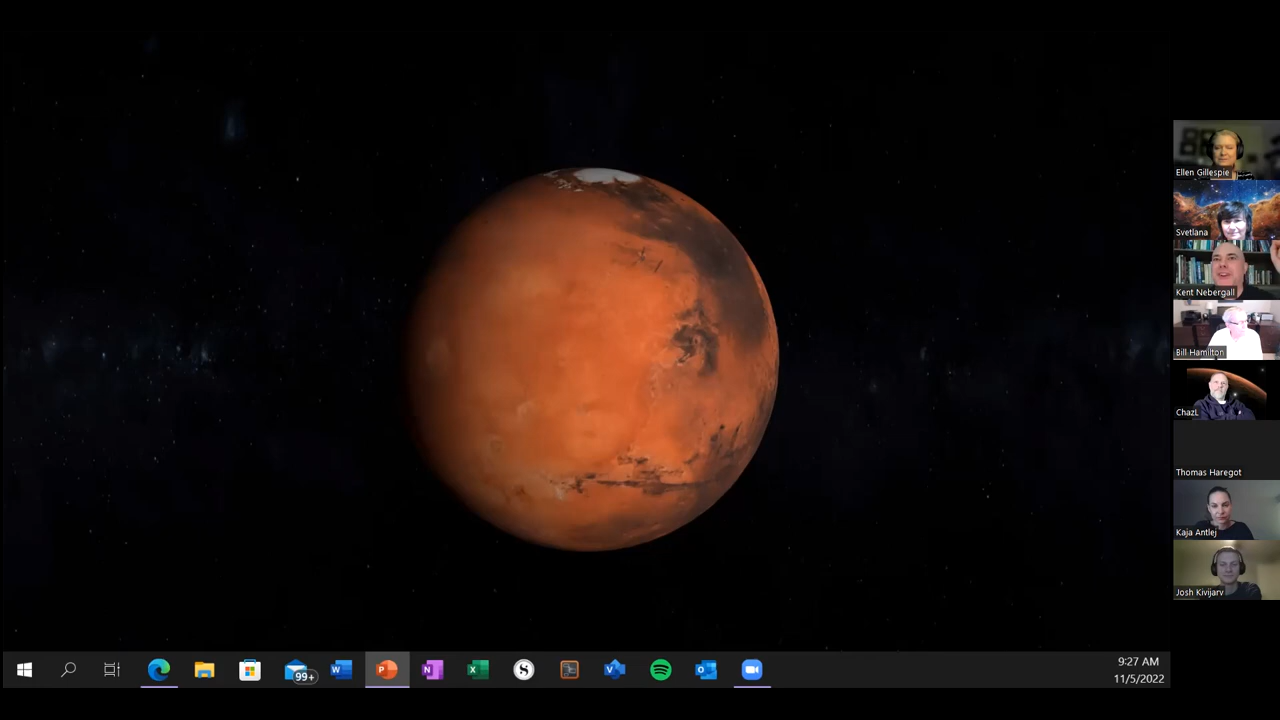 Ellen Gillespie
Svetlana
Kent Nebergall
Bill Hamilton
ChazL
Thomas Haregot
Kaja Antlej
Josh Kivijarv
99+
W
P
N
X
S
V
O
9:27 AM
11/5/2022